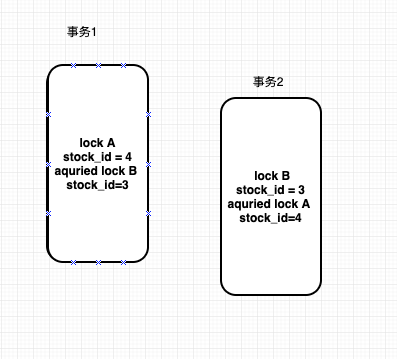 事务1
lock A
stock_id = 4
aqried lock B
stock_id=3
事务2
lock B
stock_id = 3
aquried lock A
stock_id=4